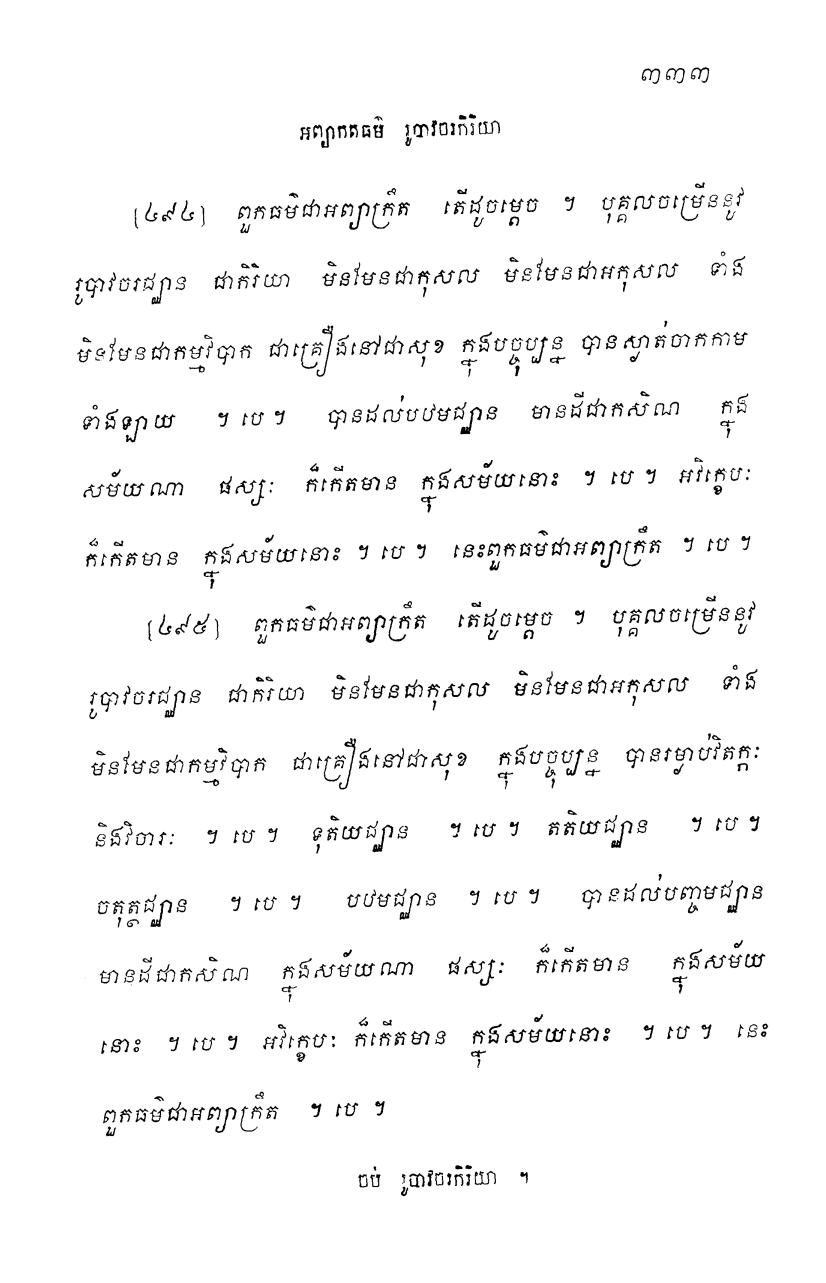 ៣៣៣
អព្យាកតធម៌ រូបាវចរកិរិយា
[៤៩៤] ពួកធម៌ជាអព្យាក្រឹត តើដូចម្តេច ។ បុគ្គលចម្រើននូវ
រូបាវចរជ្ឈាន ជាកិរិយា មិនមែនជាកុសល មិនមែនជាអកុសល ទាំង
មិនមែនជាកម្មវិបាក ជាគ្រឿងនៅជាសុខ ក្នុងបច្ចុប្បន្ន បានស្ងាត់ចាកកាម
ទាំងឡាយ ។ បេ ។ បានដល់បឋមជ្ឈាន មានដីជាកសិណ ក្នុង
សម័យណា ផស្សៈ ក៏កើតមាន ក្នុងសម័យនោះ ។ បេ ។ អវិក្ខេបៈ
ក៏កើតមាន ក្នុងសម័យនោះ ។ បេ ។ នេះពួកធម៌ជាអព្យាក្រឹត ។ បេ ។
[៤៩៥] ពួកធម៌ជាអព្យាក្រឹត តើដូចម្តេច ។ បុគ្គលចម្រើននូវ
រូបាវចរជ្ឈាន ជាកិរិយា មិនមែនជាកុសល មិនមែនជាអកុសល ទាំង
មិនមែនជាកម្មវិបាក ជាគ្រឿងនៅជាសុខ ក្នុងបច្ចុប្បន្ន បានរម្ងាប់វិតក្កៈ
និងវិចារៈ ។ បេ ។ ទុតិយជ្ឈាន ។ បេ ។ តតិយជ្ឈាន ។ បេ ។
ចតុត្ថជ្ឈាន ។ បេ ។ បឋមជ្ឈាន ។ បេ ។ បានដល់បញ្ចមជ្ឈាន
មានដីជាកសិណ ក្នុងសម័យណា ផស្សៈ ក៏កើតមាន ក្នុងសម័យ
នោះ ។ បេ ។ អវិក្ខេបៈ ក៏កើតមាន ក្នុងសម័យនោះ ។ បេ ។ នេះ
ពួកធម៌ជាអព្យាក្រឹត ។ បេ ។
ចប់ រូបាវចរកិរិយា ។